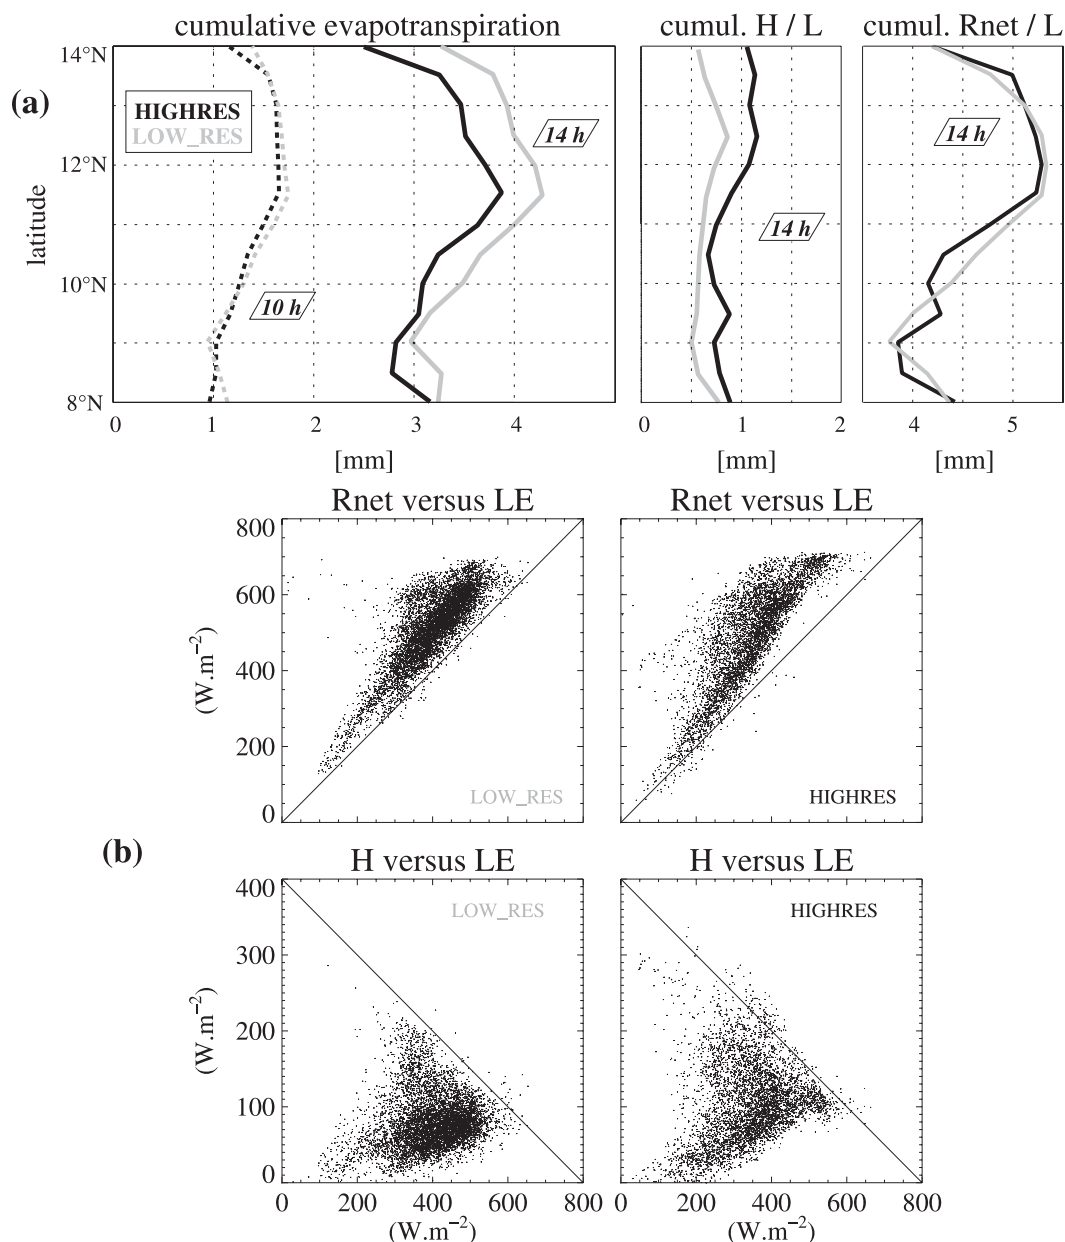 cumulative evapotranspiration
cumul. H / L
cumul. Rnet / L
(a)
14°N
12°N
10°N
8°N
latitude
HIGHRES
LOW_RES
14 h
10 h
14 h
14 h
0 1 2 3 4
0 1 2
4 5
[mm]
[mm]
[mm]
Rnet versus LE
Rnet versus LE
800
600
400
200
0
(W.m−2)
LOW_RES
HIGHRES
(b)
H versus LE
H versus LE
400
300
200
100
0
(W.m−2)
LOW_RES
HIGHRES
0 200 400 600 800
0 200 400 600 800
(W.m−2)
(W.m−2)